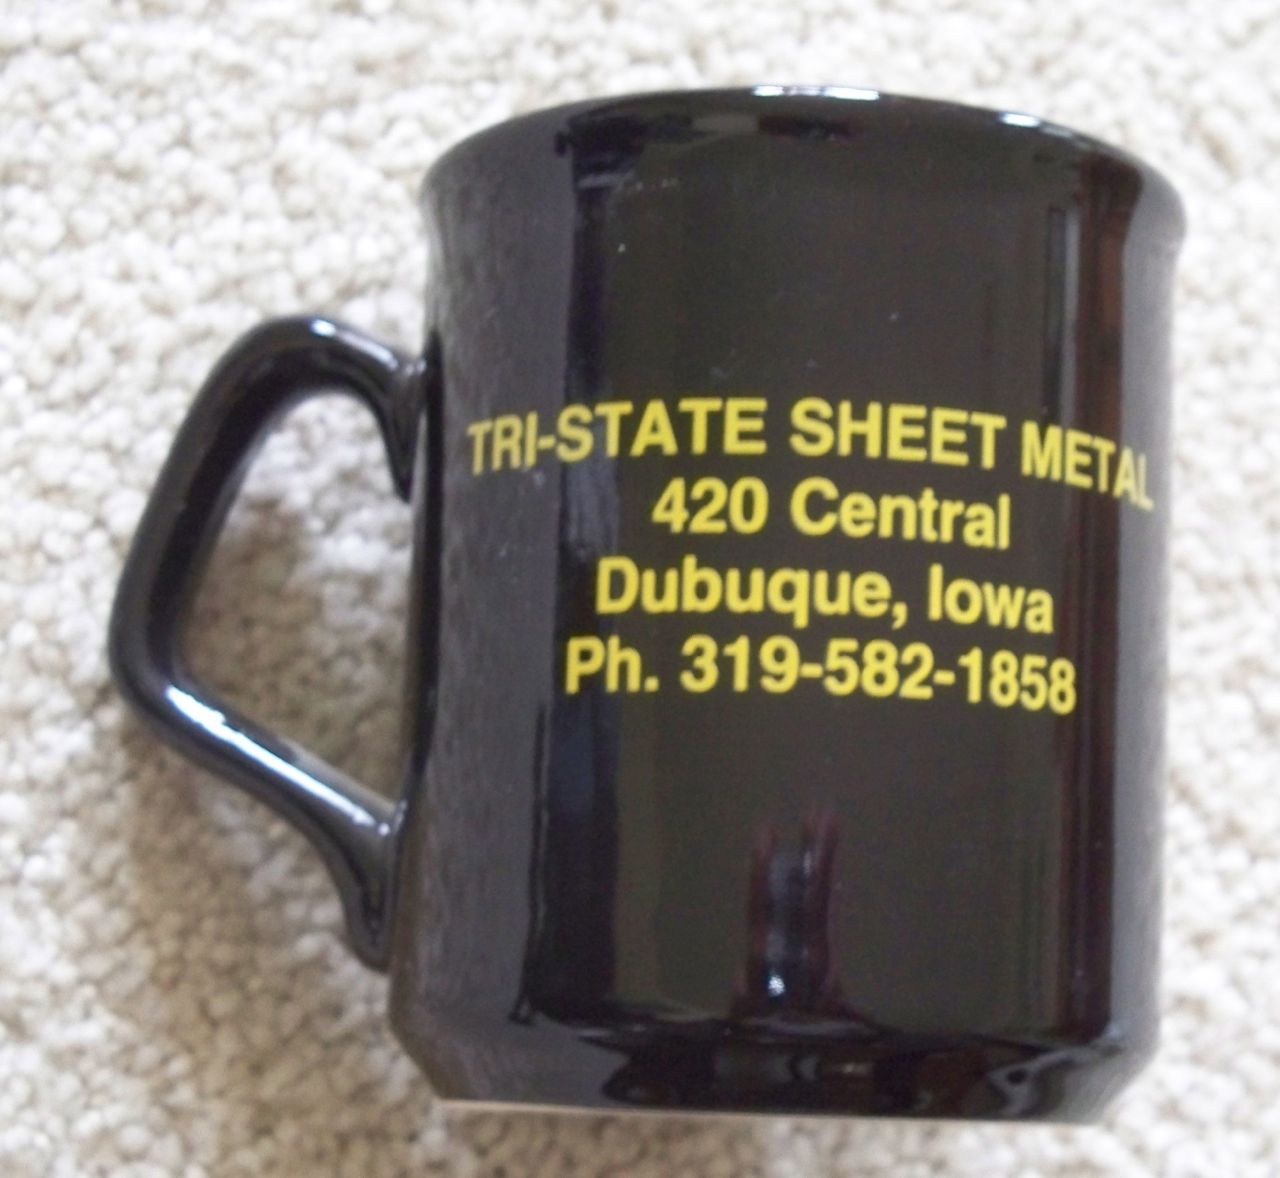 TRI-STATE SHEET METAL
420 Central
Dubuque, Iowa
Ph. 319-582-1858